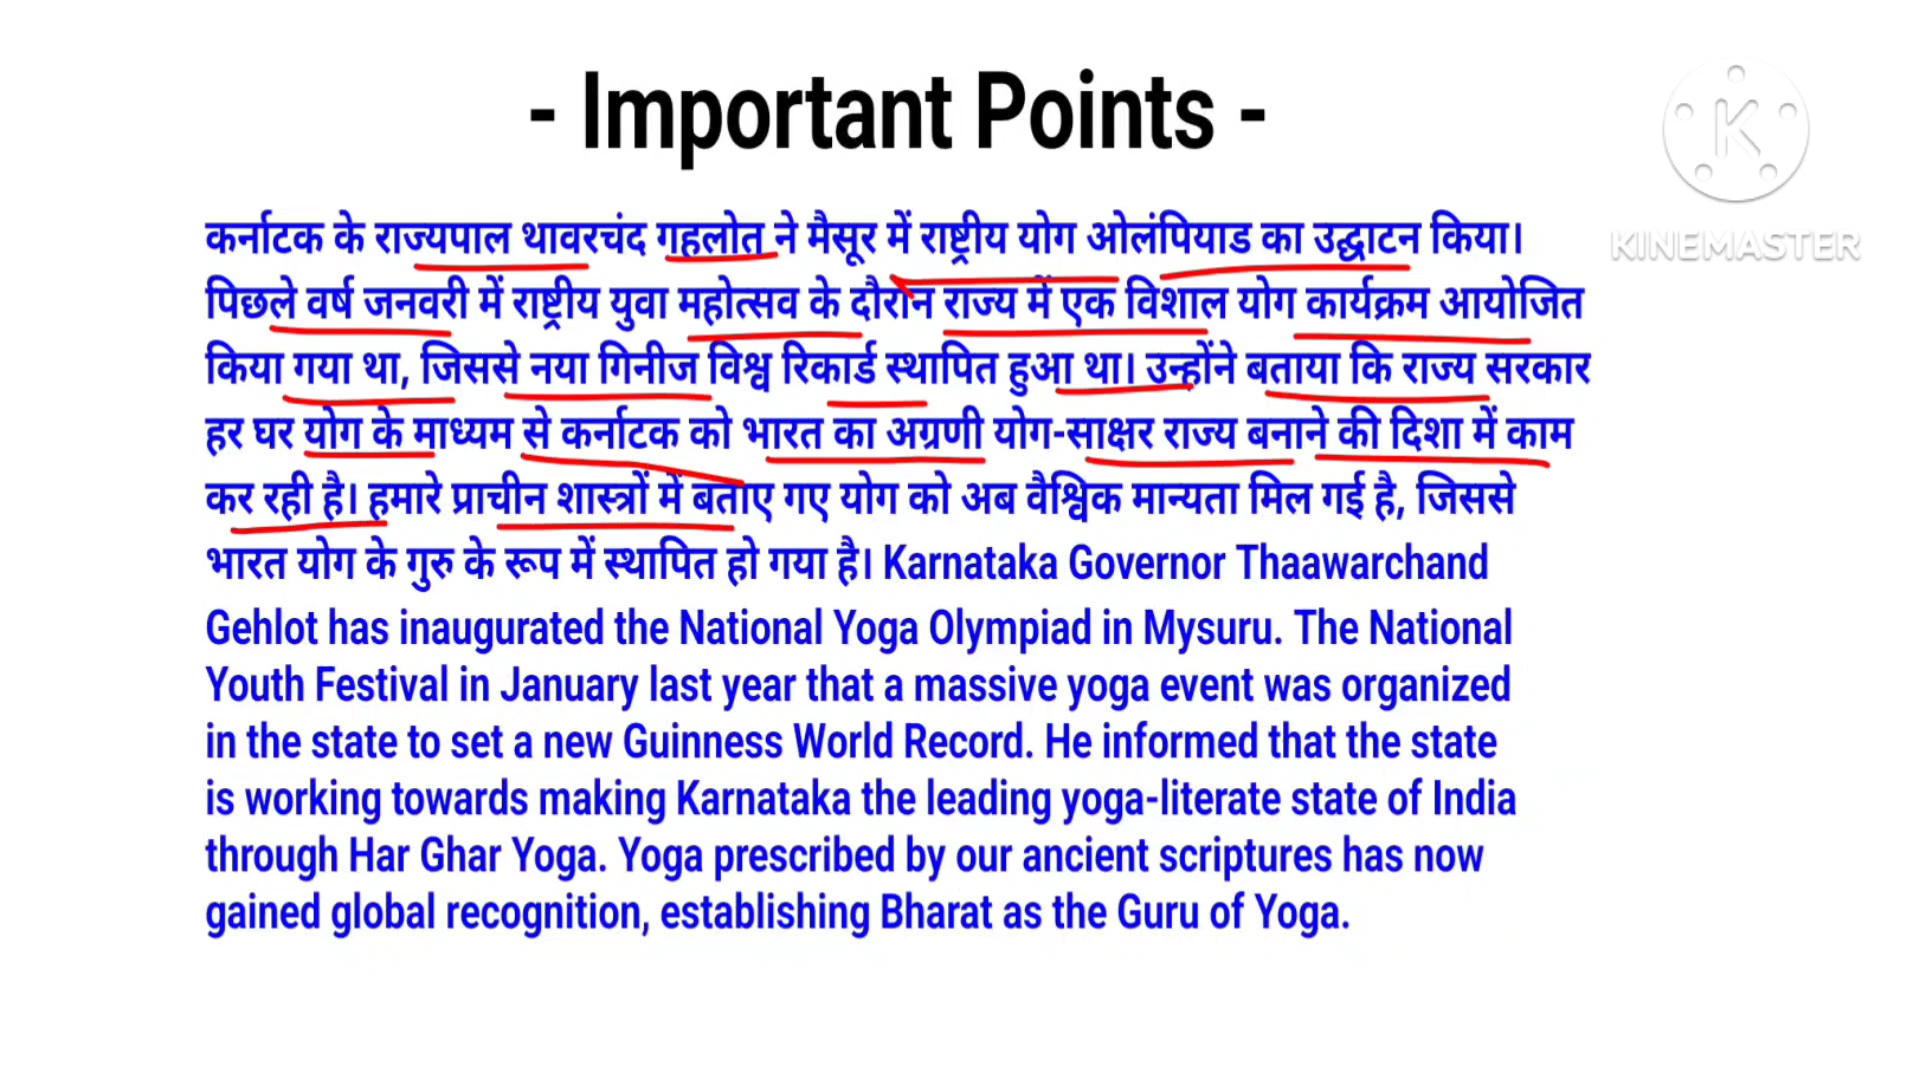 - Important Points -
KINEMASTER
कर्नाटक के राज्यपाल थावरचंद गहलोत ने मैसूर में राष्ट्रीय योग ओलंपियाड का उद्घाटन किया।
पिछले वर्ष जनवरी में राष्ट्रीय युवा महोत्सव के दौरान राज्य में एक विशाल योग कार्यक्रम आयोजित
किया गया था, जिससे नया गिनीज विश्व रिकार्ड स्थापित हुआ था। उन्होंने बताया कि राज्य सरकार
हर घर योग के माध्यम से कर्नाटक को भारत का अग्रणी योग-साक्षर राज्य बनाने की दिशा में काम
कर रही है। हमारे प्राचीन शास्त्रों में बताए गए योग को अब वैश्विक मान्यता मिल गई है, जिससे
भारत योग के गुरु के रूप में स्थापित हो गया है। Karnataka Governor Thaawarchand
Gehlot has inaugurated the National Yoga Olympiad in Mysuru. The National
Youth Festival in January last year that a massive yoga event was organized
in the state to set a new Guinness World Record. He informed that the state
is working towards making Karnataka the leading yoga-literate state of India
through Har Ghar Yoga. Yoga prescribed by our ancient scriptures has now
gained global recognition, establishing Bharat as the Guru of Yoga.